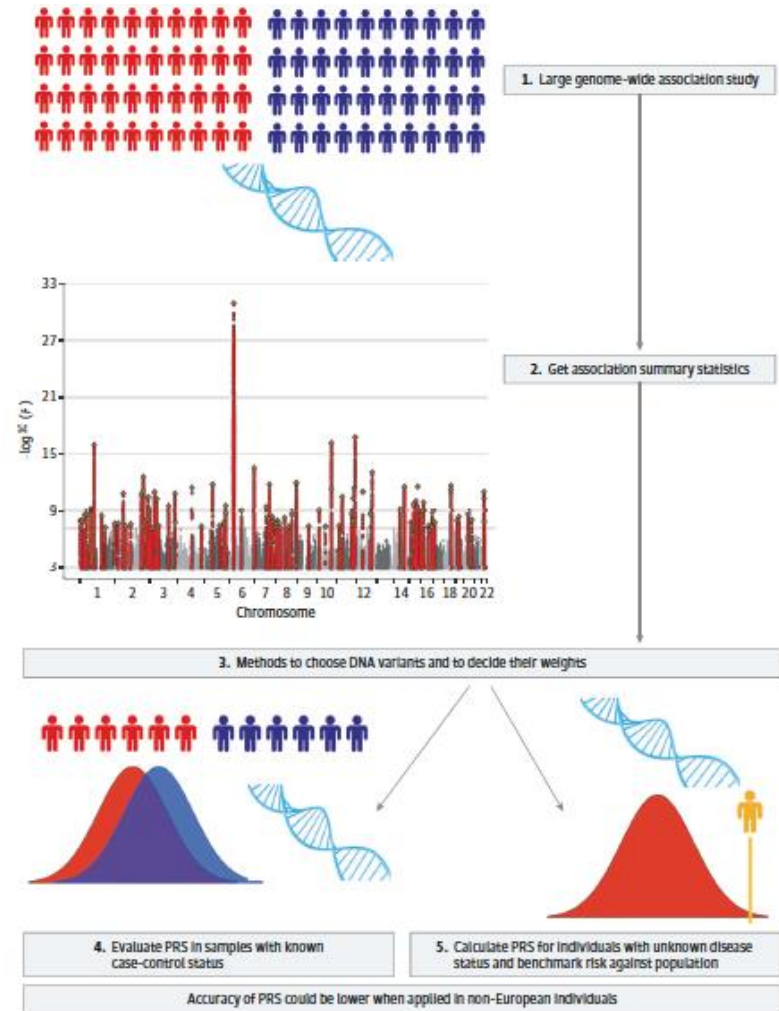 1. Large genome-wide association study
33
27
21
15
9
3
-log 10 (P)
1 2 3 4 5 6 7 8 9 10 12 14 16 18 20 22
Chromosome
2. Get association summary statistics
3. Methods to choose DNA variants and to decide their weights
4. Evaluate PRS in samples with known
case-control status
5. Calculate PRS for individuals with unknown disease
status and benchmark risk against population
Accuracy of PRS could be lower when applied in non-European individuals